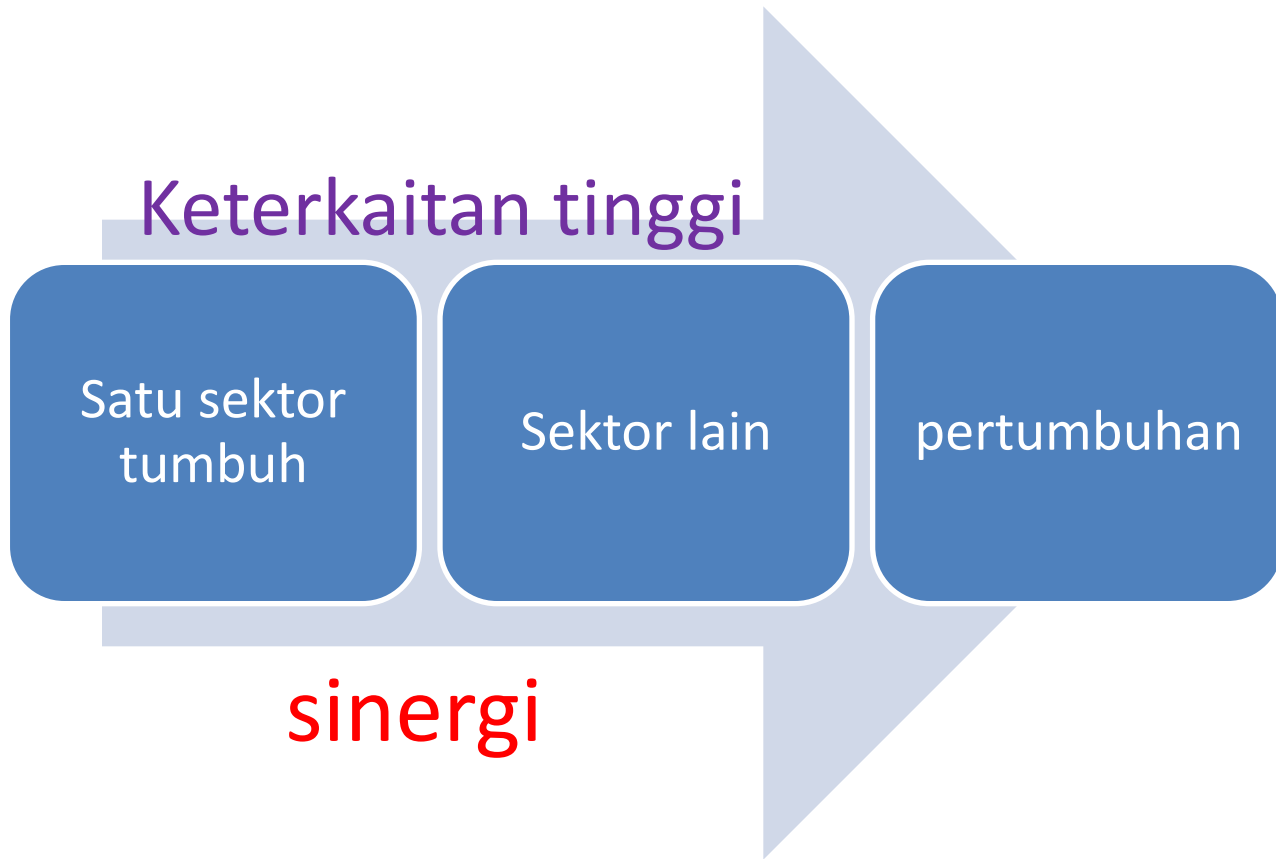 Keterkaitan tinggi
Satu sektor
tumbuh
Sektor lain
pertumbuhan
sinergi